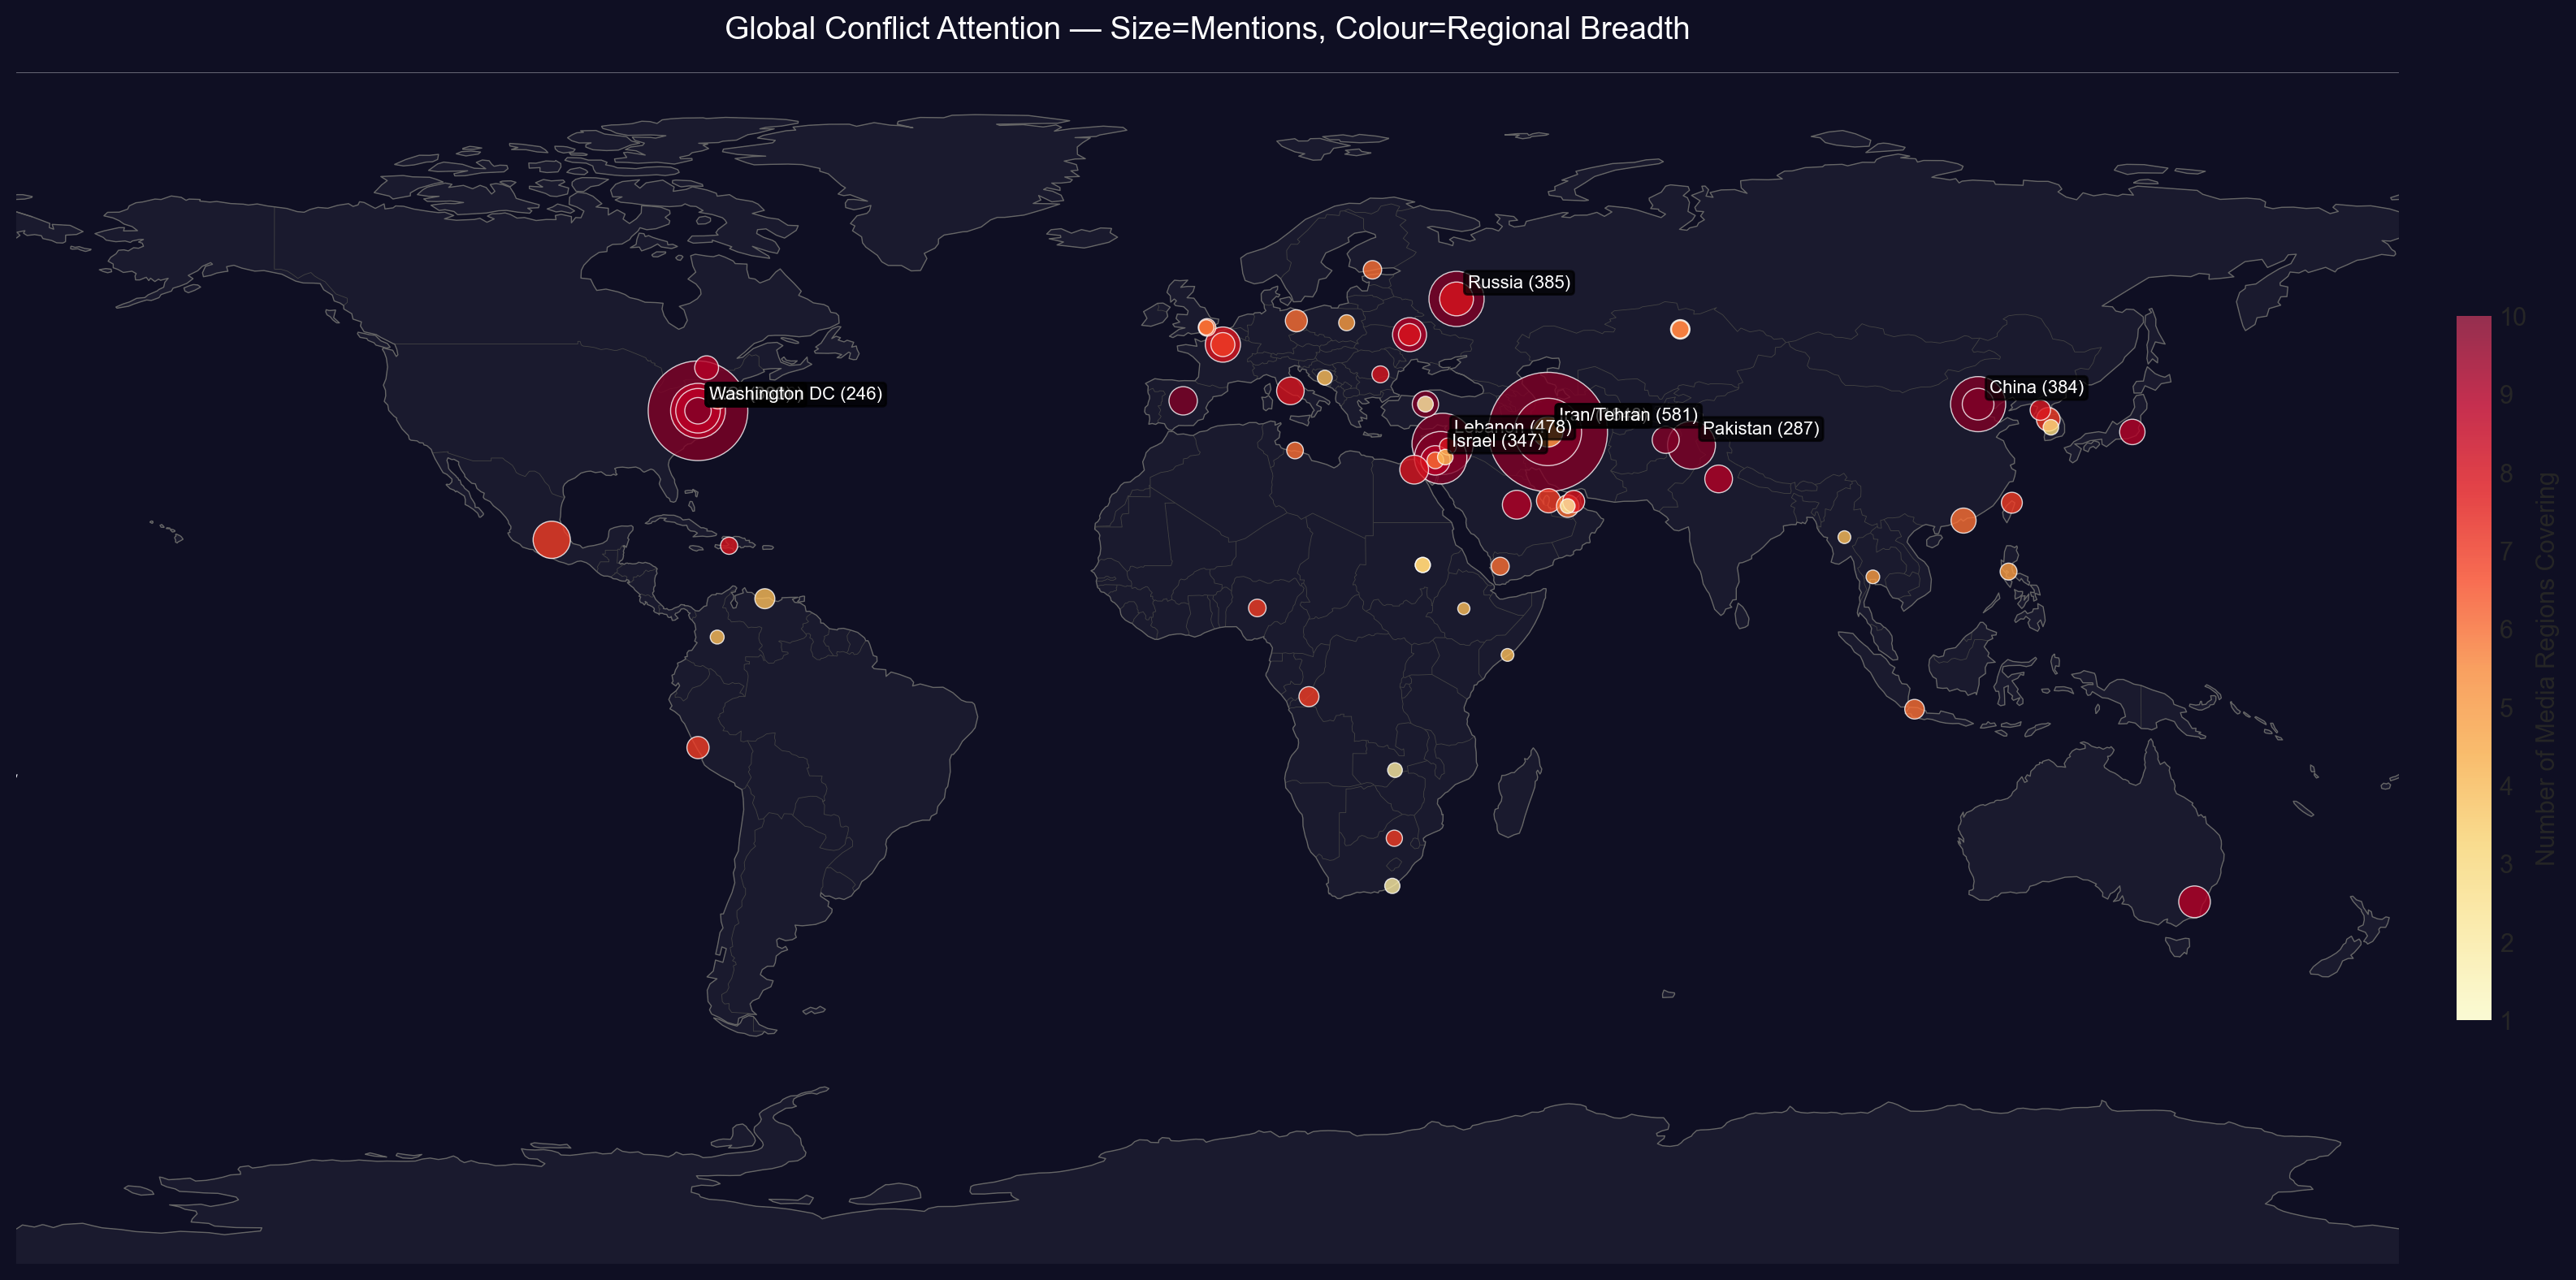 Global Conflict Attention — Size=Mentions, Colour=Regional Breadth
Russia (385)
Washington DC (246)
China (384)
Iran/Tehran (581)
Lebanon (478)
Pakistan (287)
Israel (347)
10
9
8
7
6
5
4
3
2
1
Number of Media Regions Covering